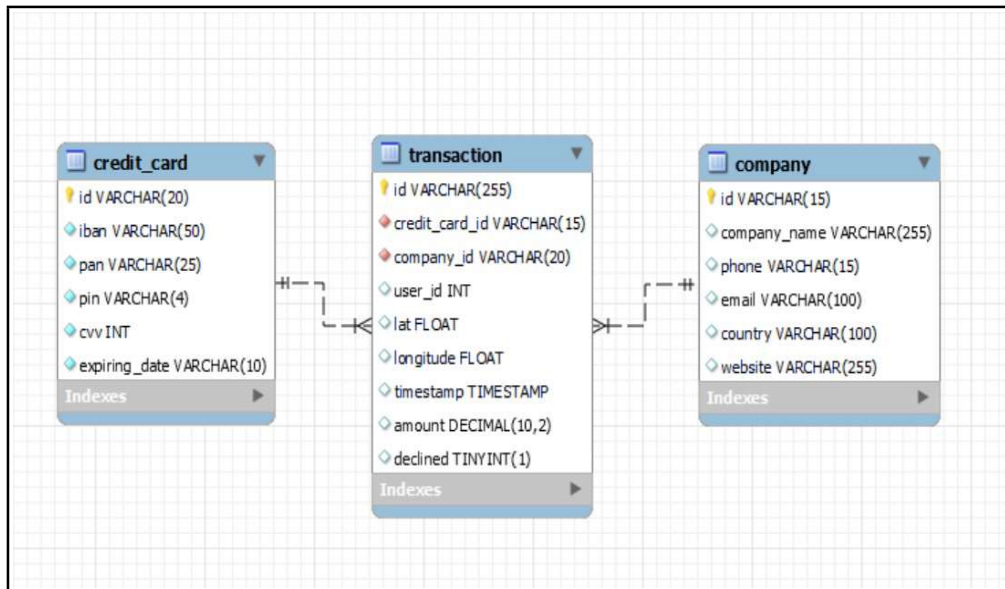 credit_card
id VARCHAR(20)
iban VARCHAR(50)
pan VARCHAR(25)
pin VARCHAR(4)
cvv INT
expiring_date VARCHAR(10)
Indexes
transaction
id VARCHAR(255)
credit_card_id VARCHAR(15)
company_id VARCHAR(20)
user_id INT
lat FLOAT
longitude FLOAT
timestamp TIMESTAMP
amount DECIMAL(10,2)
declined TINYINT(1)
Indexes
company
id VARCHAR(15)
company_name VARCHAR(255)
phone VARCHAR(15)
email VARCHAR(100)
country VARCHAR(100)
website VARCHAR(255)
Indexes